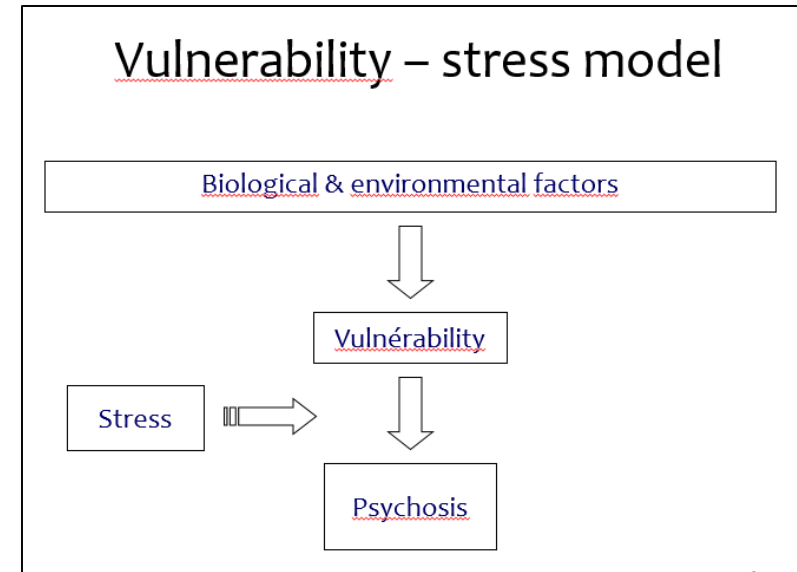 Vulnerability – stress model
Biological & environmental factors
Vulnérability
Stress
Psychosis